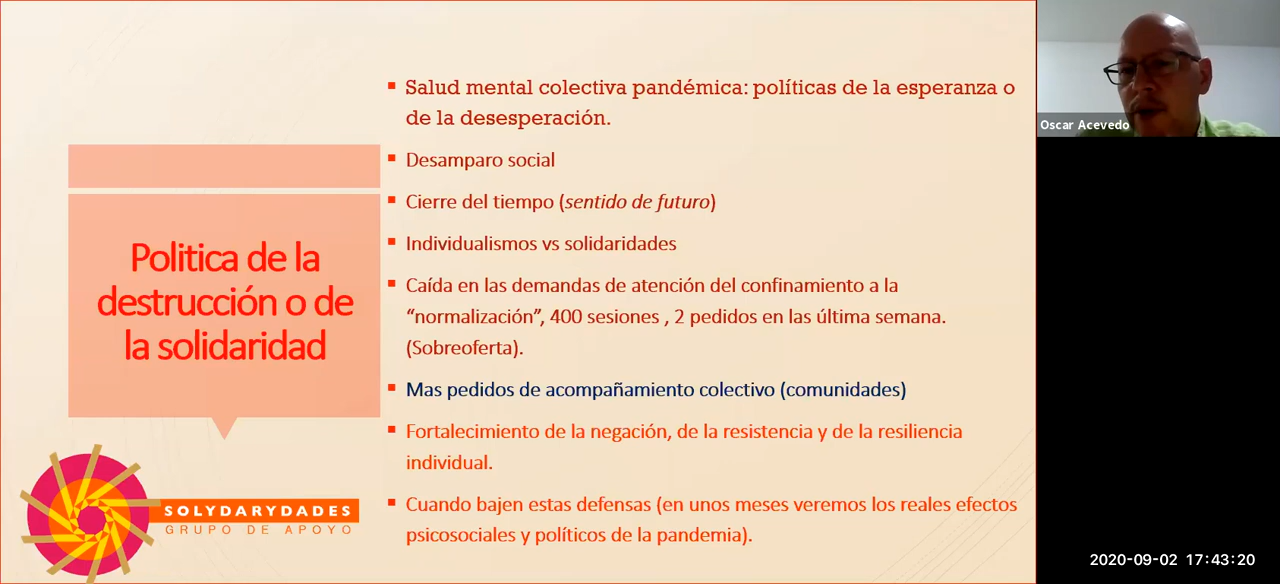 Politica de la
destrucción o de
la solidaridad
Salud mental colectiva pandémica: políticas de la esperanza o
de la desesperación.
Desamparo social
Cierre del tiempo (sentido de futuro)
Individualismos vs solidaridades
Caída en las demandas de atención del confinamiento a la
“normalización”, 400 sesiones , 2 pedidos en las última semana.
(Sobreoferta).
Mas pedidos de acompañamiento colectivo (comunidades)
Fortalecimiento de la negación, de la resistencia y de la resiliencia
individual.
Cuando bajen estas defensas (en unos meses veremos los reales efectos
psicosociales y políticos de la pandemia).
SOLYDARYDADES
GRUPO DE APOYO
Oscar Acevedo
2020-09-02 17:43:20